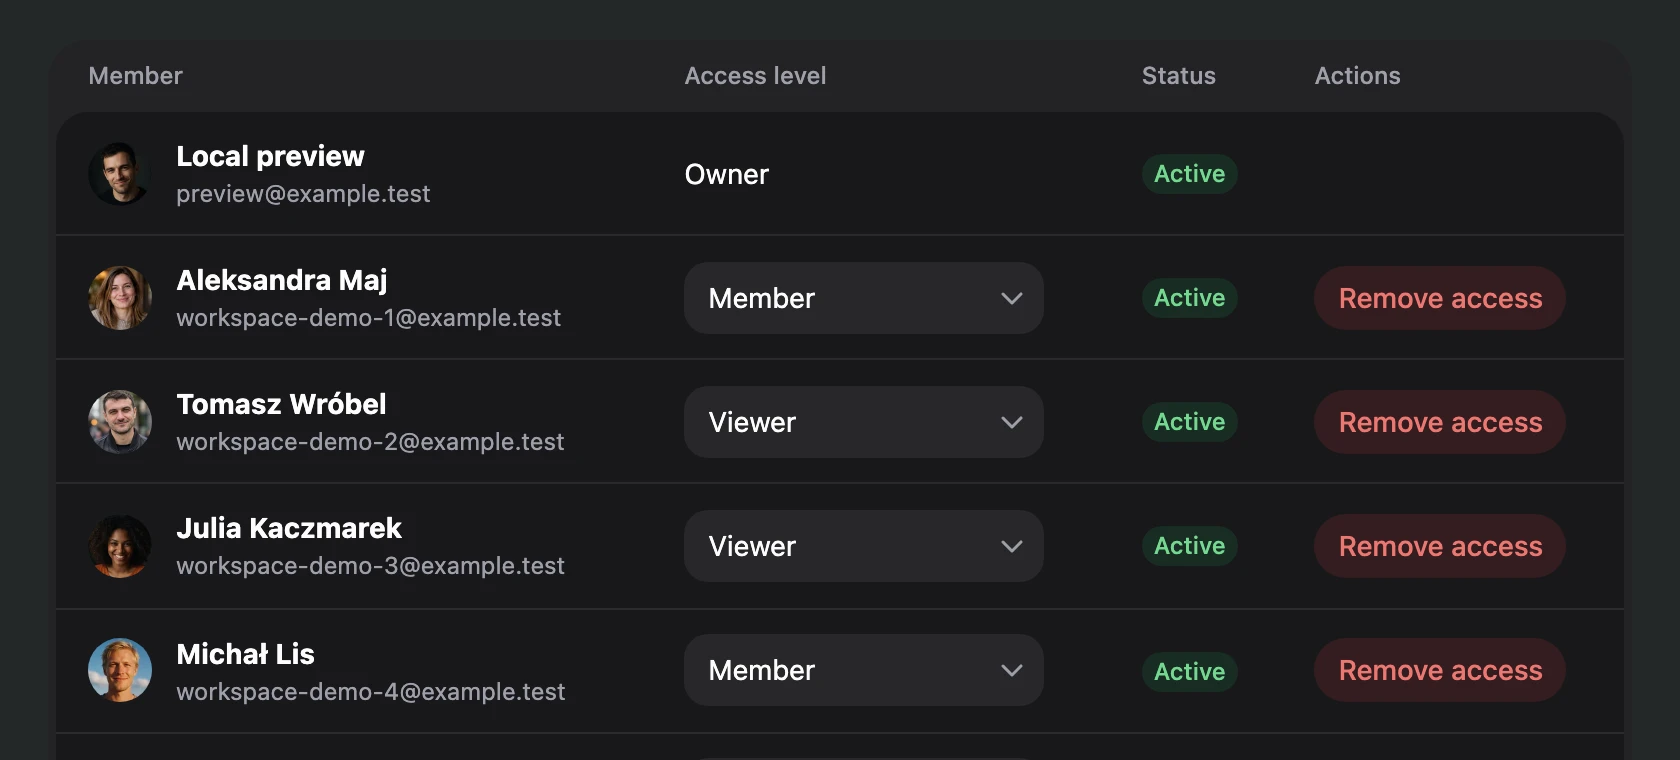 Member Access level Status Actions
Local preview
preview@example.test
Owner Active
Aleksandra Maj
workspace-demo-1@example.test
Member Active Remove access
Tomasz Wróbel
workspace-demo-2@example.test
Viewer Active Remove access
Julia Kaczmarek
workspace-demo-3@example.test
Viewer Active Remove access
Michał Lis
workspace-demo-4@example.test
Member Active Remove access